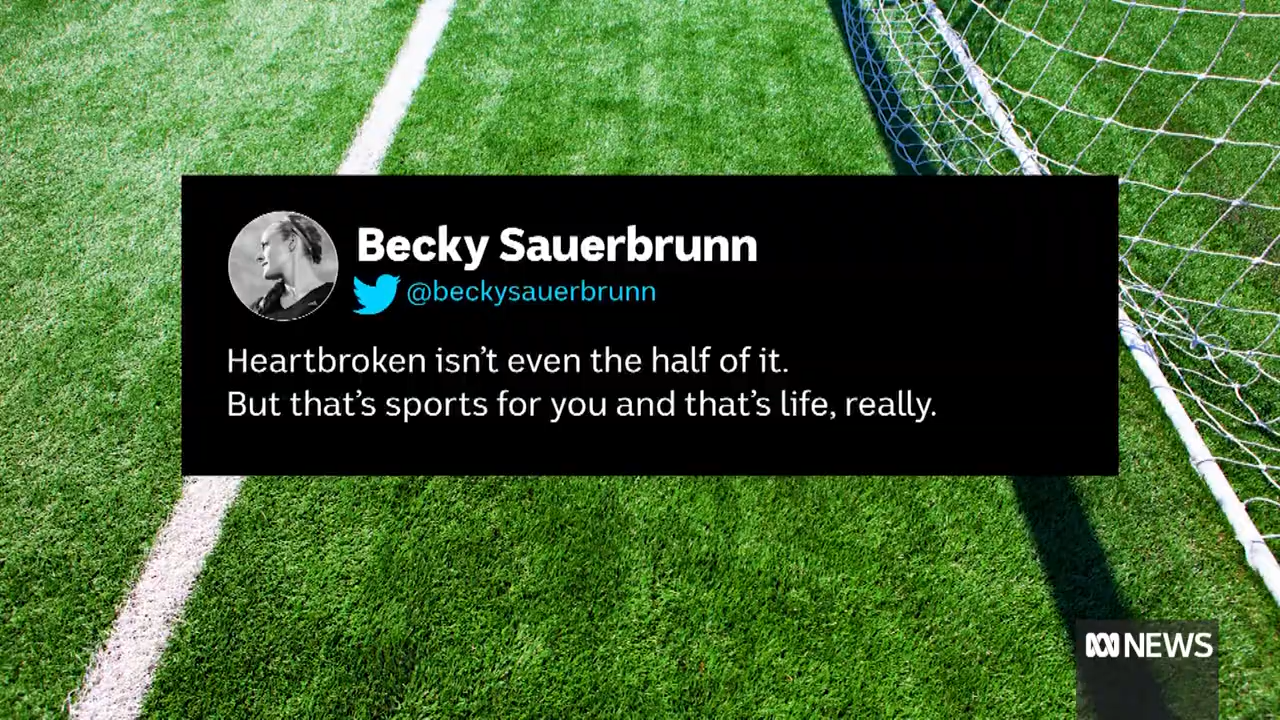 Becky Sauerbrunn
@beckysauerbrunn
Heartbroken isn’t even the half of it.
But that’s sports for you and that’s life, really.
NEWS